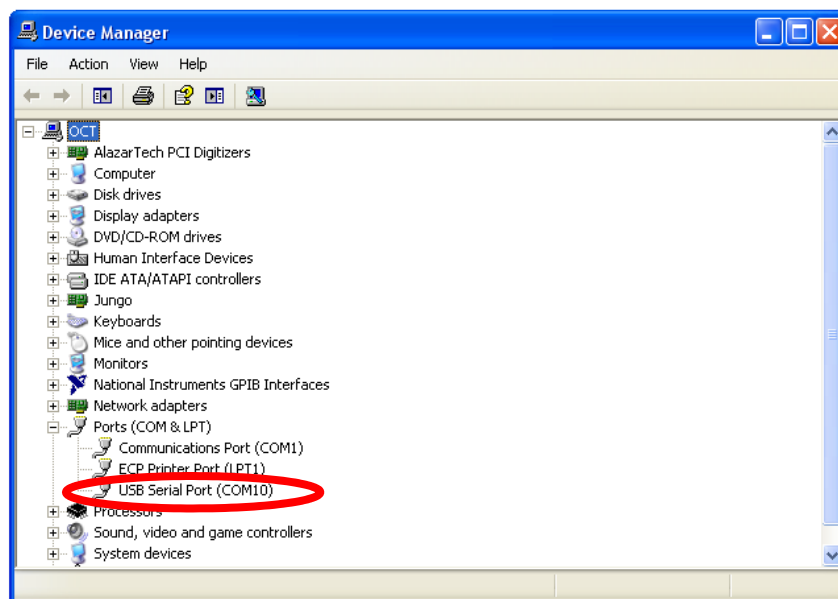 Device Manager
File Action View Help
OCT
AlazarTech PCI Digitizers
Computer
Disk drives
Display adapters
DVD/CD-ROM drives
Human Interface Devices
IDE ATA/ATAPI controllers
Jungo
Keyboards
Mice and other pointing devices
Monitors
National Instruments GPIB Interfaces
Network adapters
Ports (COM & LPT)
Communications Port (COM1)
ECP Printer Port (LPT1)
USB Serial Port (COM10)
Processors
Sound, video and game controllers
System devices